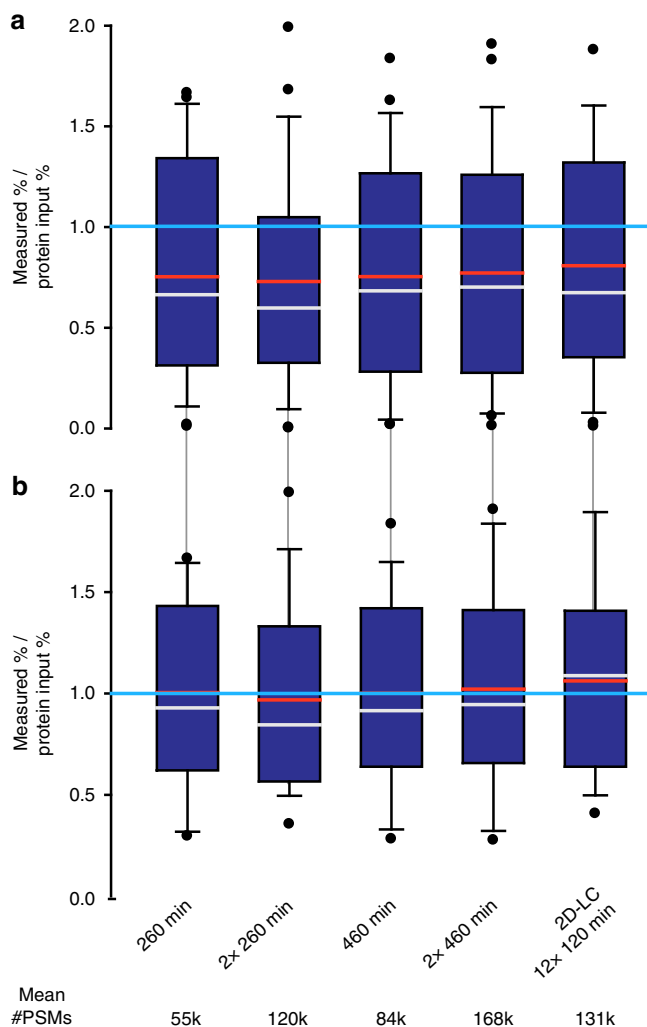 a
2.0
1.5
1.0
0.5
0.0
Measured % /
protein input %
b
2.0
1.5
1.0
0.5
0.0
Measured % /
protein input %
260 min
2× 260 min
460 min
2× 460 min
2D-LC
12× 120 min
Mean
#PSMs 55k 120k 84k 168k 131k